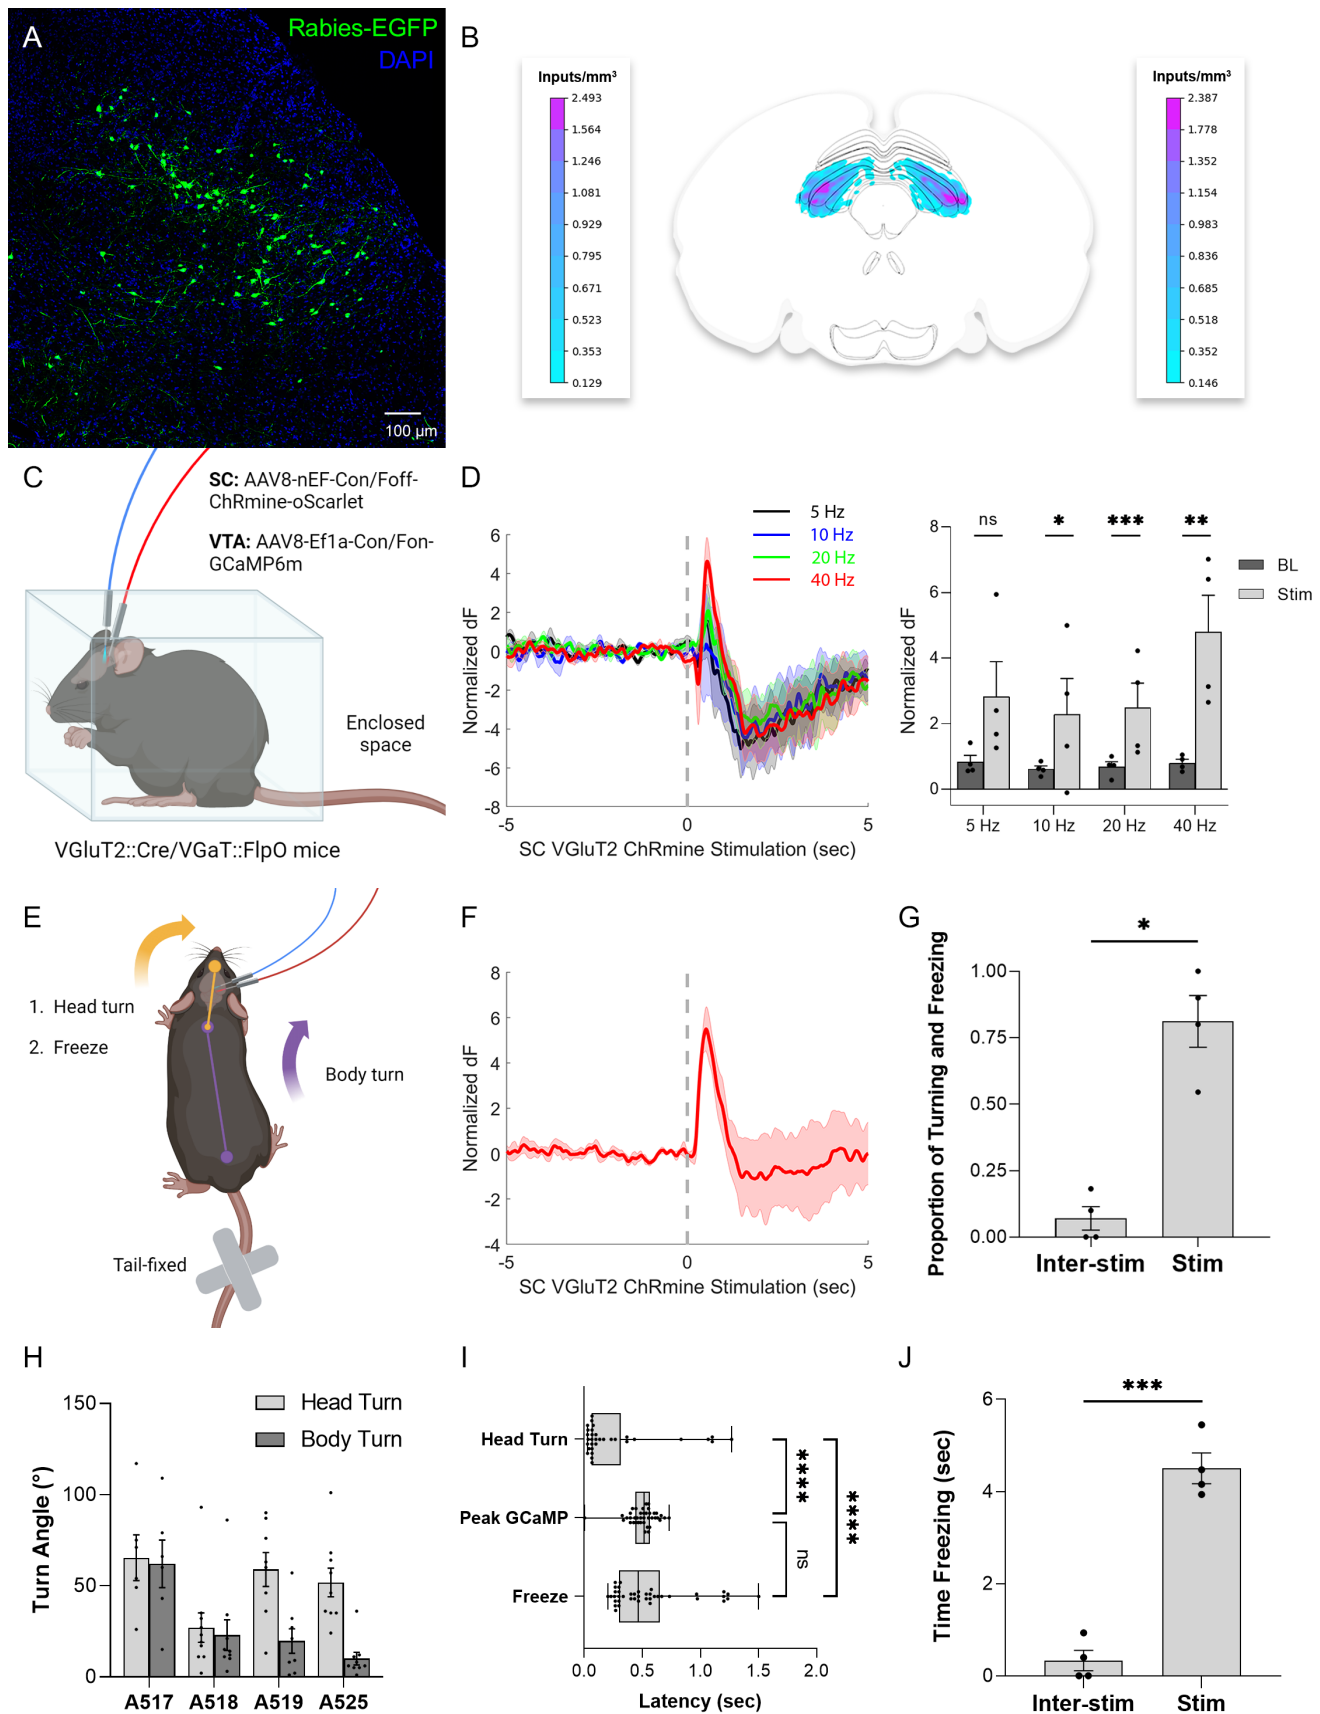 A
Rabies-EGFP
DAPI
100 µm
B
Inputs/mm³
2.493
1.564
1.246
1.081
0.929
0.795
0.671
0.523
0.353
0.129
Inputs/mm³
2.387
1.778
1.352
1.154
0.983
0.836
0.685
0.518
0.352
0.146
C
SC: AAV8-nEF-Con/Foff-
ChRmine-oScarlet
VTA: AAV8-Ef1a-Con/Fon-
GCaMP6m
Enclosed
space
VGluT2::Cre/VGaT::FlpO mice
D
5 Hz
10 Hz
20 Hz
40 Hz
Normalized dF
6
4
2
0
-2
-4
-6
-8
-5
0
5
SC VGluT2 ChRmine Stimulation (sec)
Normalized dF
8
6
4
2
0
ns
*
***
**
BL
Stim
5 Hz
10 Hz
20 Hz
40 Hz
E
1. Head turn
2. Freeze
Body turn
Tail-fixed
F
Normalized dF
8
6
4
2
0
-2
-4
-5
0
5
SC VGluT2 ChRmine Stimulation (sec)
G
Proportion of Turning and Freezing
1.00
0.75
0.50
0.25
0.00
*
Inter-stim
Stim
H
Turn Angle (°)
150
100
50
0
Head Turn
Body Turn
A517
A518
A519
A525
I
Head Turn
Peak GCaMP
Freeze
****
ns
****
0.0
0.5
1.0
1.5
2.0
Latency (sec)
J
Time Freezing (sec)
6
4
2
0
***
Inter-stim
Stim